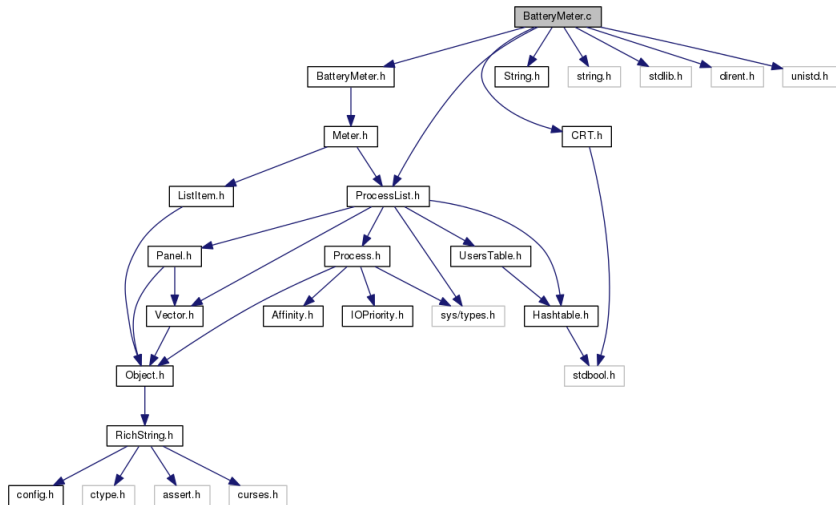 BatteryMeter.c
BatteryMeter.h
String.h
string.h
stdlib.h
dirent.h
unistd.h
Meter.h
CRT.h
ListItem.h
ProcessList.h
Panel.h
Process.h
UsersTable.h
Vector.h
Affinity.h
IOPriority.h
sys/types.h
Hashtable.h
Object.h
stdbool.h
RichString.h
config.h
ctype.h
assert.h
curses.h